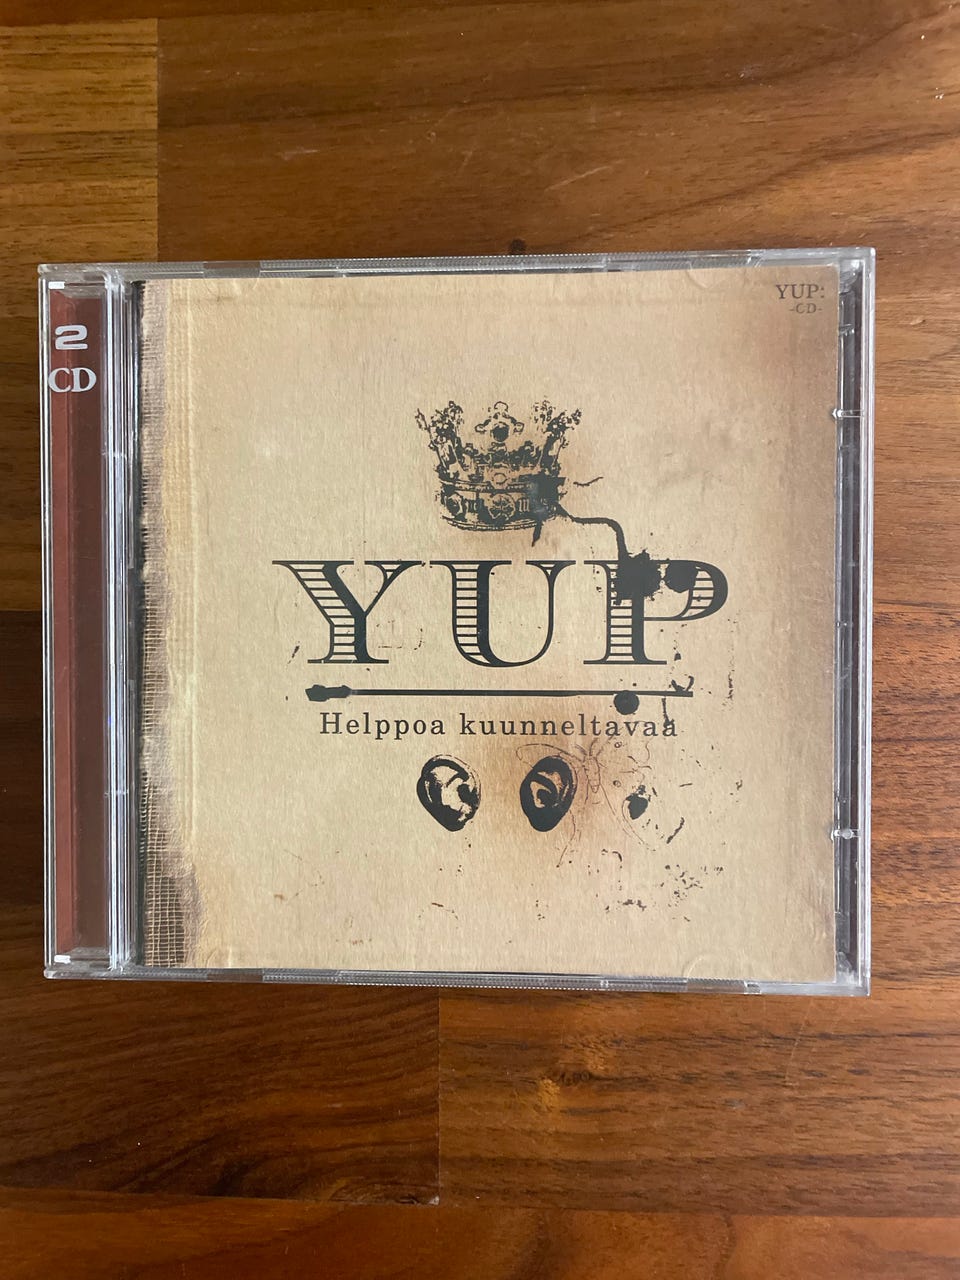 2
CD
YUP:
-CD-
YUP
Helppoa kuunneltavaa